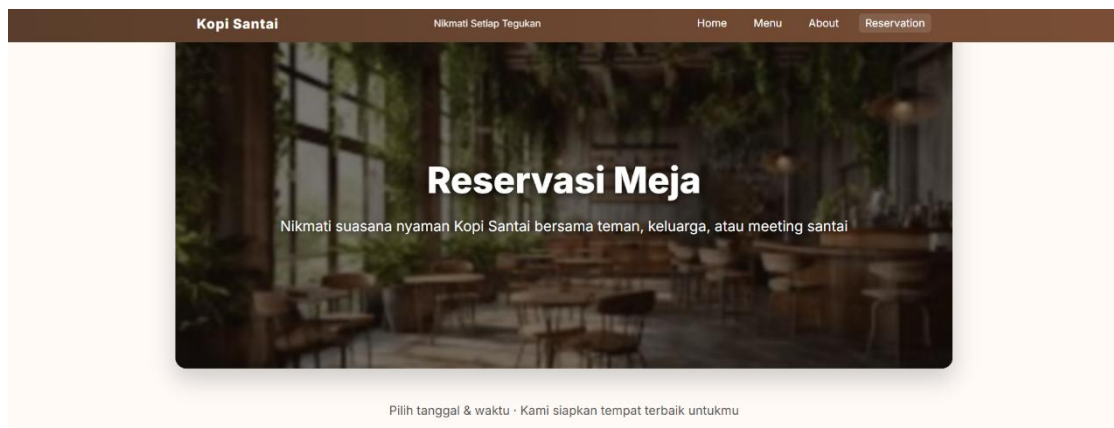 Kopi Santai
Nikmati Setiap Tegukan
Home Menu About Reservation
Reservasi Meja
Nikmati suasana nyaman Kopi Santai bersama teman, keluarga, atau meeting santai
Pilih tanggal & waktu · Kami siapkan tempat terbaik untukmu